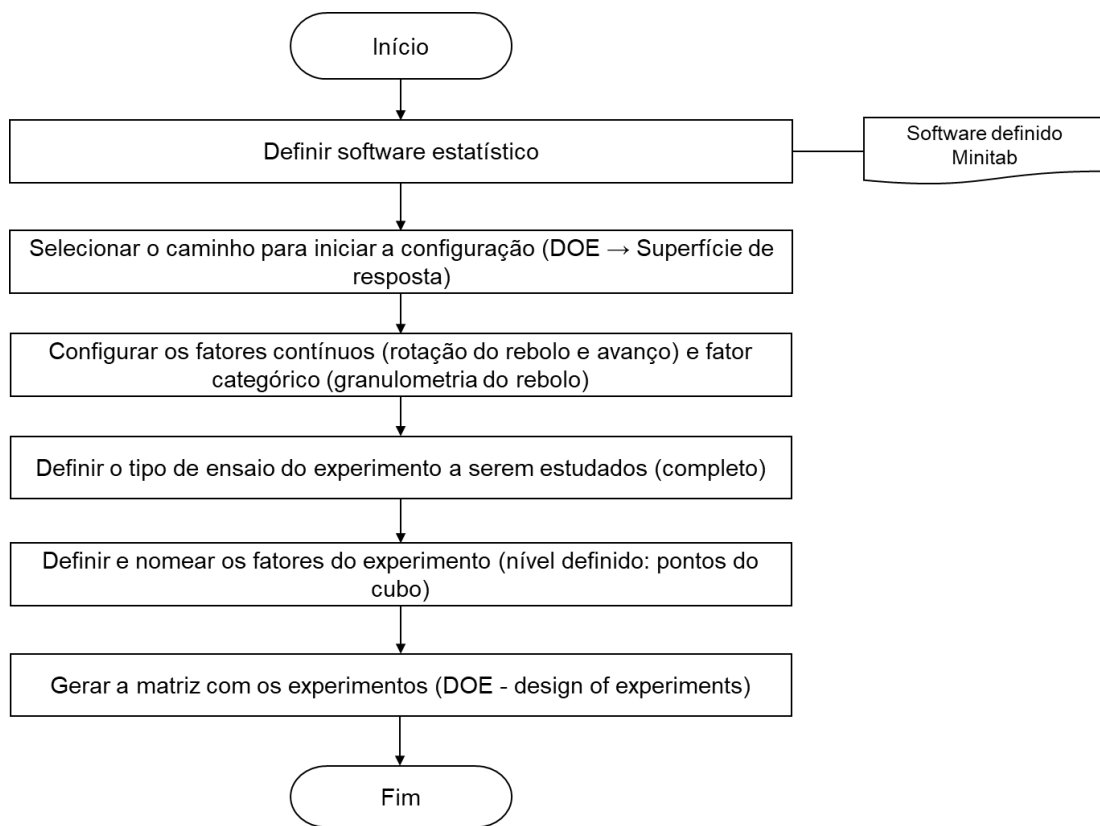 Início
Definir software estatístico
Software definido
Minitab
Selecionar o caminho para iniciar a configuração (DOE → Superfície de
resposta)
Configurar os fatores contínuos (rotação do rebolo e avanço) e fator
categórico (granulometria do rebolo)
Definir o tipo de ensaio do experimento a serem estudados (completo)
Definir e nomear os fatores do experimento (nível definido: pontos do
cubo)
Gerar a matriz com os experimentos (DOE - design of experiments)
Fim